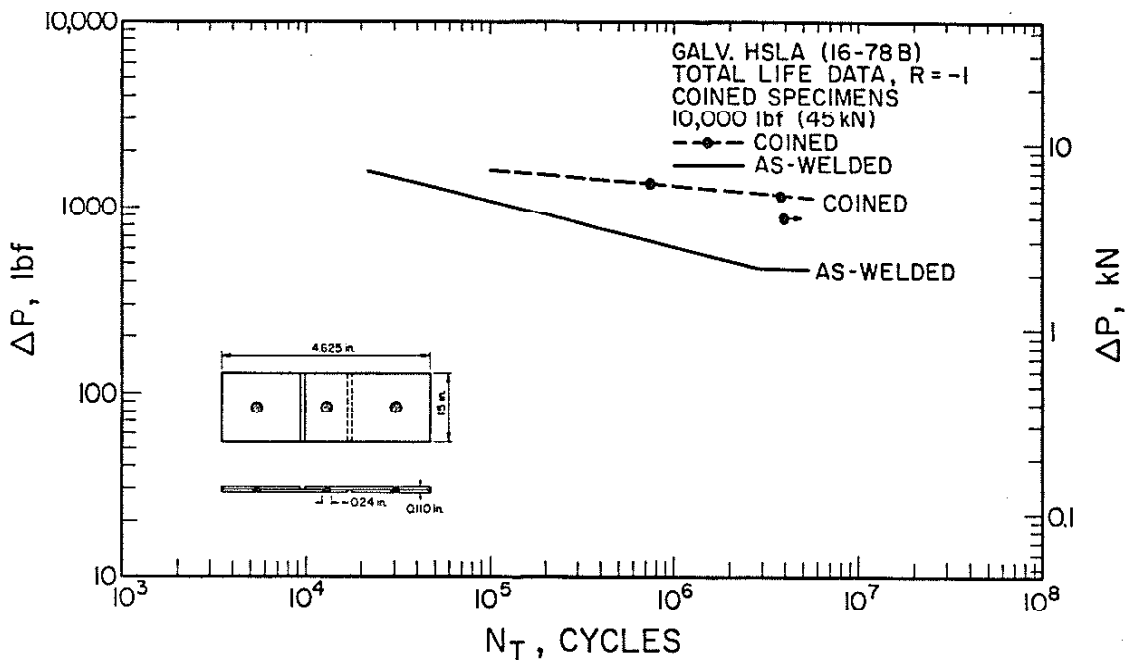 10,000
1000
100
10
ΔP, lbf
GALV. HSLA (16-78B)
TOTAL LIFE DATA, R = -1
COINED SPECIMENS
10,000 lbf (45 kN)
COINED
AS-WELDED
COINED
AS-WELDED
10
1
0.1
ΔP, kN
4.625 in.
1.5 in.
.024 in.
0.110 in.
10³ 10⁴ 10⁵ 10⁶ 10⁷ 10⁸
N_T, CYCLES